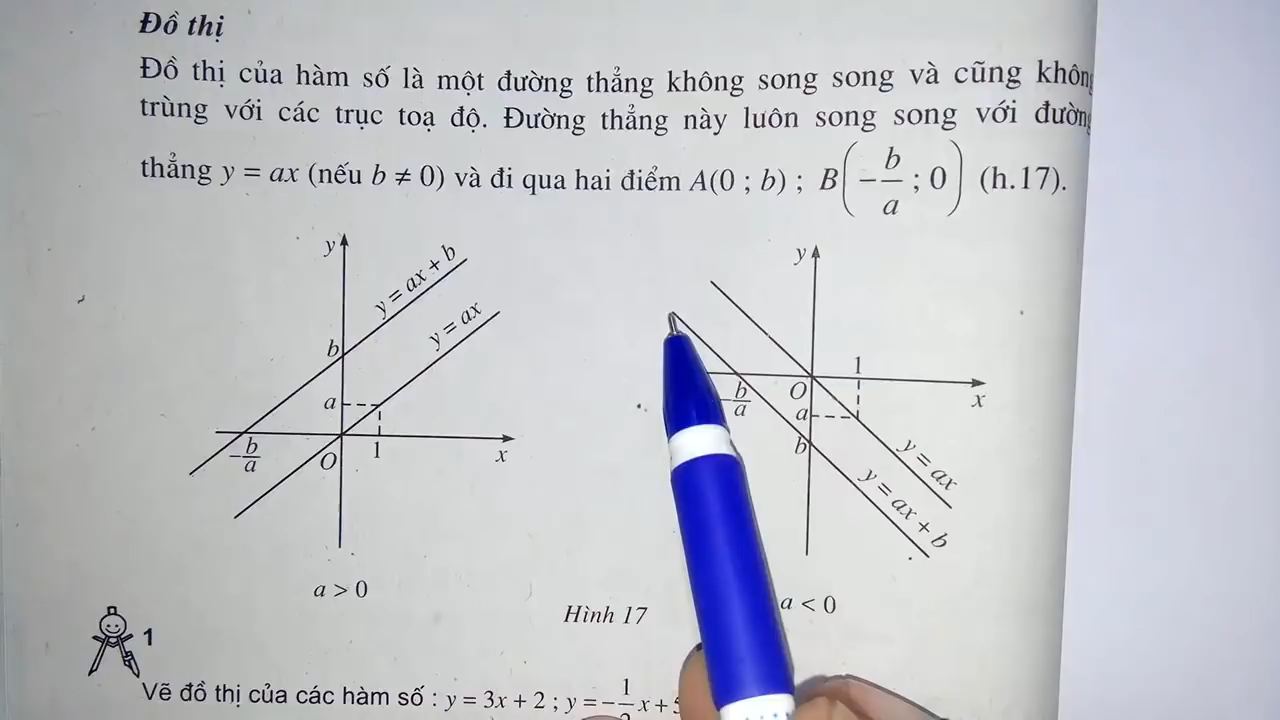 Đồ thị
Đồ thị của hàm số là một đường thẳng không song song và cũng không
trùng với các trục toạ độ. Đường thẳng này luôn song song với đường
thẳng y = ax (nếu b ≠ 0) và đi qua hai điểm A(0 ; b) ; B(-b/a ; 0) (h.17).
y
y = ax + b
y = ax
b
a
-b/a
O
1
x
a > 0
y
1
O
x
-b/a
a
b
y = ax
y = ax + b
a < 0
Hình 17
1
Vẽ đồ thị của các hàm số : y = 3x + 2 ; y = -1/2 x + 5